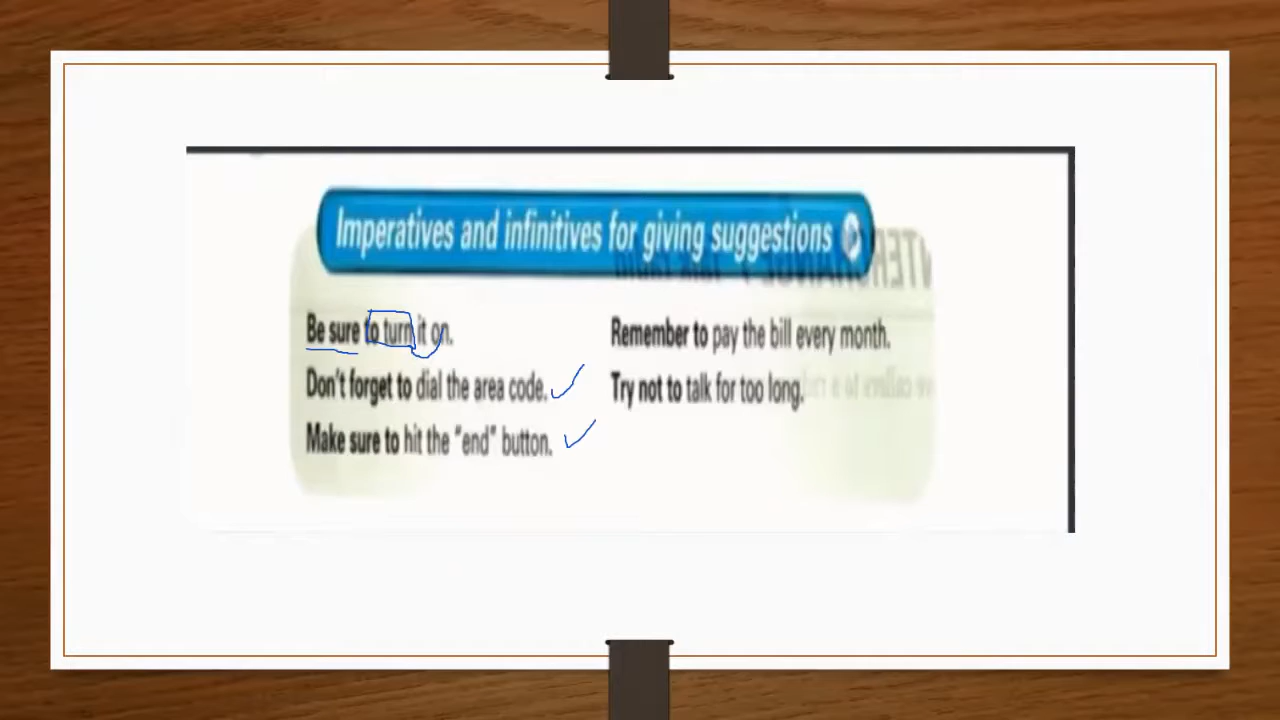 Imperatives and infinitives for giving suggestions
Be sure to turn it on.
Don't forget to dial the area code.
Make sure to hit the “end” button.
Remember to pay the bill every month.
Try not to talk for too long.